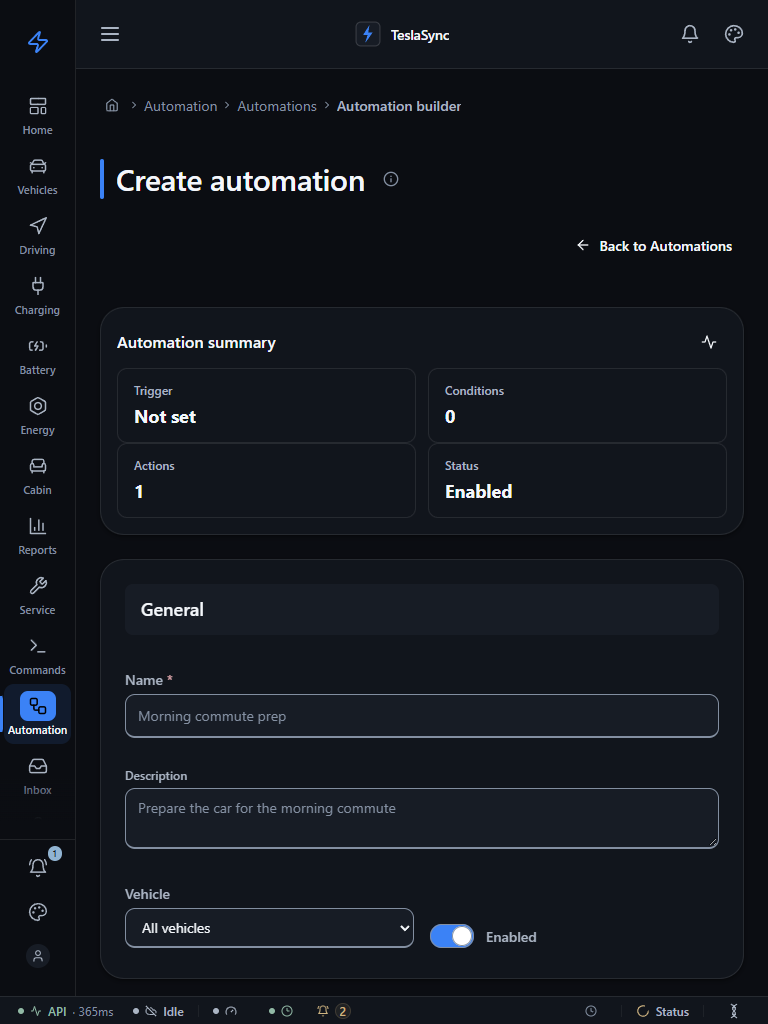 TeslaSync
Home
Vehicles
Driving
Charging
Battery
Energy
Cabin
Reports
Service
Commands
Automation
Inbox
1
Automation > Automations > Automation builder
Create automation
Back to Automations
Automation summary
Trigger
Not set
Conditions
0
Actions
1
Status
Enabled
General
Name *
Morning commute prep
Description
Prepare the car for the morning commute
Vehicle
All vehicles
Enabled
API · 365ms
Idle
2
Status